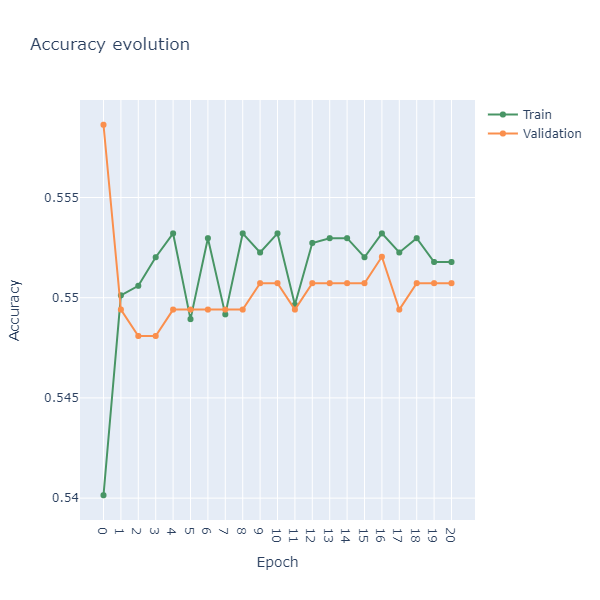 Accuracy evolution
Train
Validation
0.555
0.55
0.545
0.54
Accuracy
0 1 2 3 4 5 6 7 8 9 10 11 12 13 14 15 16 17 18 19 20
Epoch